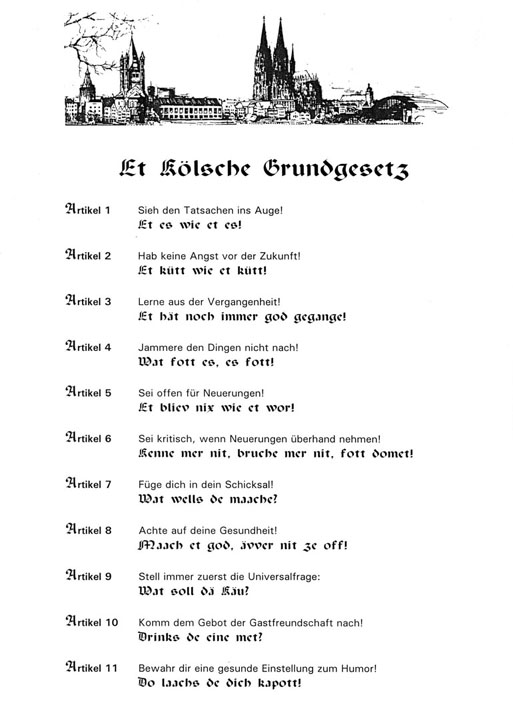 Et Kölsche Grundgesetz
Artikel 1 Sieh den Tatsachen ins Auge!
Et es wie et es!
Artikel 2 Hab keine Angst vor der Zukunft!
Et kütt wie et kütt!
Artikel 3 Lerne aus der Vergangenheit!
Et hät noch immer god gegange!
Artikel 4 Jammere den Dingen nicht nach!
Wat fott es, es fott!
Artikel 5 Sei offen für Neuerungen!
Et bliev nix wie et wor!
Artikel 6 Sei kritisch, wenn Neuerungen überhand nehmen!
Kenne mer nit, bruche mer nit, fott domet!
Artikel 7 Füge dich in dein Schicksal!
Wat wells de maache?
Artikel 8 Achte auf deine Gesundheit!
Maach et god, ävver nit ze off!
Artikel 9 Stell immer zuerst die Universalfrage:
Wat soll dä Käu?
Artikel 10 Komm dem Gebot der Gastfreundschaft nach!
Drinks de eine met?
Artikel 11 Bewahr dir eine gesunde Einstellung zum Humor!
Do laachs de dich kapott!